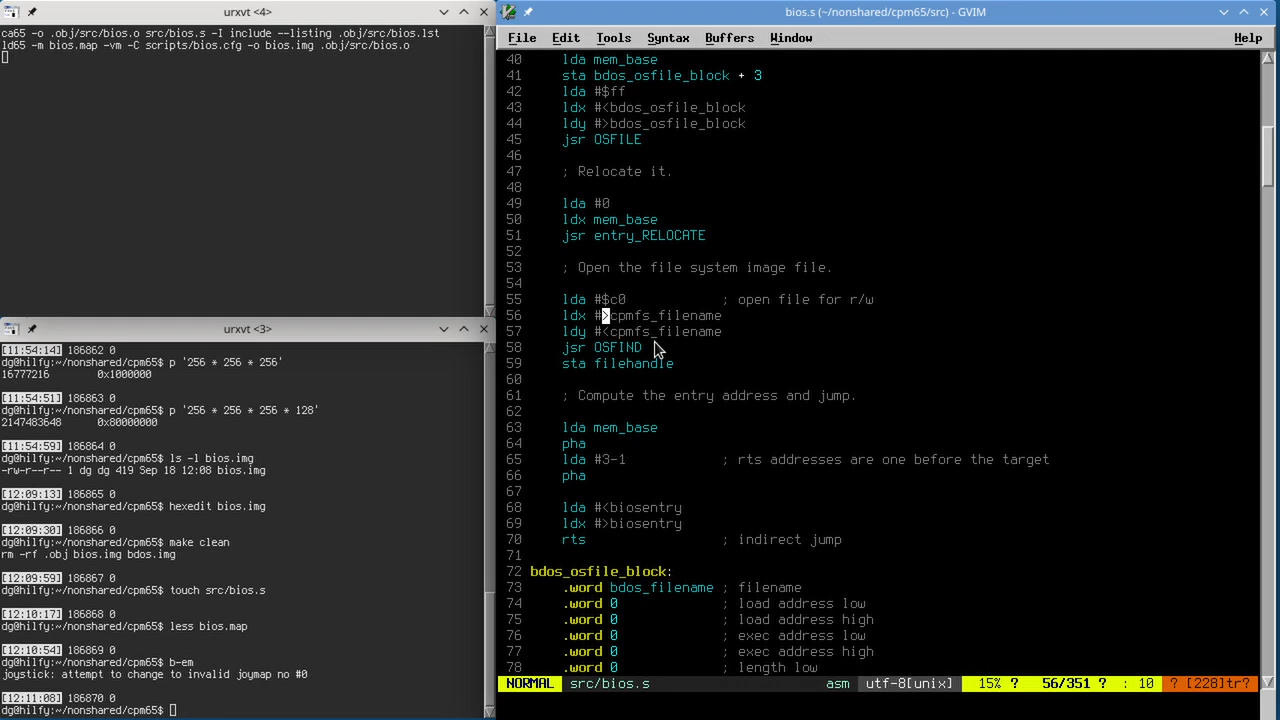 urxvt <4>
ca65 -o .obj/src/bios.o src/bios.s -I include --listing .obj/src/bios.lst
ld65 -m bios.map -vm -C scripts/bios.cfg -o bios.img .obj/src/bios.o
urxvt <3>
[11:54:14] 186862 0
dg@hilfy:~/nonshared/cpm65$ p '256 * 256 * 256'
16777216      0x1000000
[11:54:51] 186863 0
dg@hilfy:~/nonshared/cpm65$ p '256 * 256 * 256 * 128'
2147483648     0x80000000
[11:54:59] 186864 0
dg@hilfy:~/nonshared/cpm65$ ls -l bios.img
-rw-r--r-- 1 dg dg 419 Sep 18 12:08 bios.img
[12:09:13] 186865 0
dg@hilfy:~/nonshared/cpm65$ hexedit bios.img
[12:09:30] 186866 0
dg@hilfy:~/nonshared/cpm65$ make clean
rm -rf .obj bios.img bdos.img
[12:09:59] 186867 0
dg@hilfy:~/nonshared/cpm65$ touch src/bios.s
[12:10:17] 186868 0
dg@hilfy:~/nonshared/cpm65$ less bios.map
[12:10:54] 186869 0
dg@hilfy:~/nonshared/cpm65$ b-em
joystick: attempt to change to invalid joymap no #0
[12:11:08] 186870 0
dg@hilfy:~/nonshared/cpm65$
bios.s (~/nonshared/cpm65/src) - GVIM
File Edit Tools Syntax Buffers Window Help
40     lda mem_base
41     sta bdos_osfile_block + 3
42     lda #$ff
43     ldx #<bdos_osfile_block
44     ldy #>bdos_osfile_block
45     jsr OSFILE
46
47     ; Relocate it.
48
49     lda #0
50     ldx mem_base
51     jsr entry_RELOCATE
52
53     ; Open the file system image file.
54
55     lda #$c0            ; open file for r/w
56     ldx #>cpmfs_filename
57     ldy #<cpmfs_filename
58     jsr OSFIND
59     sta filehandle
60
61     ; Compute the entry address and jump.
62
63     lda mem_base
64     pha
65     lda #3-1            ; rts addresses are one before the target
66     pha
67
68     lda #<biosentry
69     ldx #>biosentry
70     rts                 ; indirect jump
71
72 bdos_osfile_block:
73     .word bdos_filename ; filename
74     .word 0             ; load address low
75     .word 0             ; load address high
76     .word 0             ; exec address low
77     .word 0             ; exec address high
78     .word 0             ; length low
NORMAL src/bios.s asm utf-8[unix] 15% ? 56/351 ? : 10 ? [228]tr?